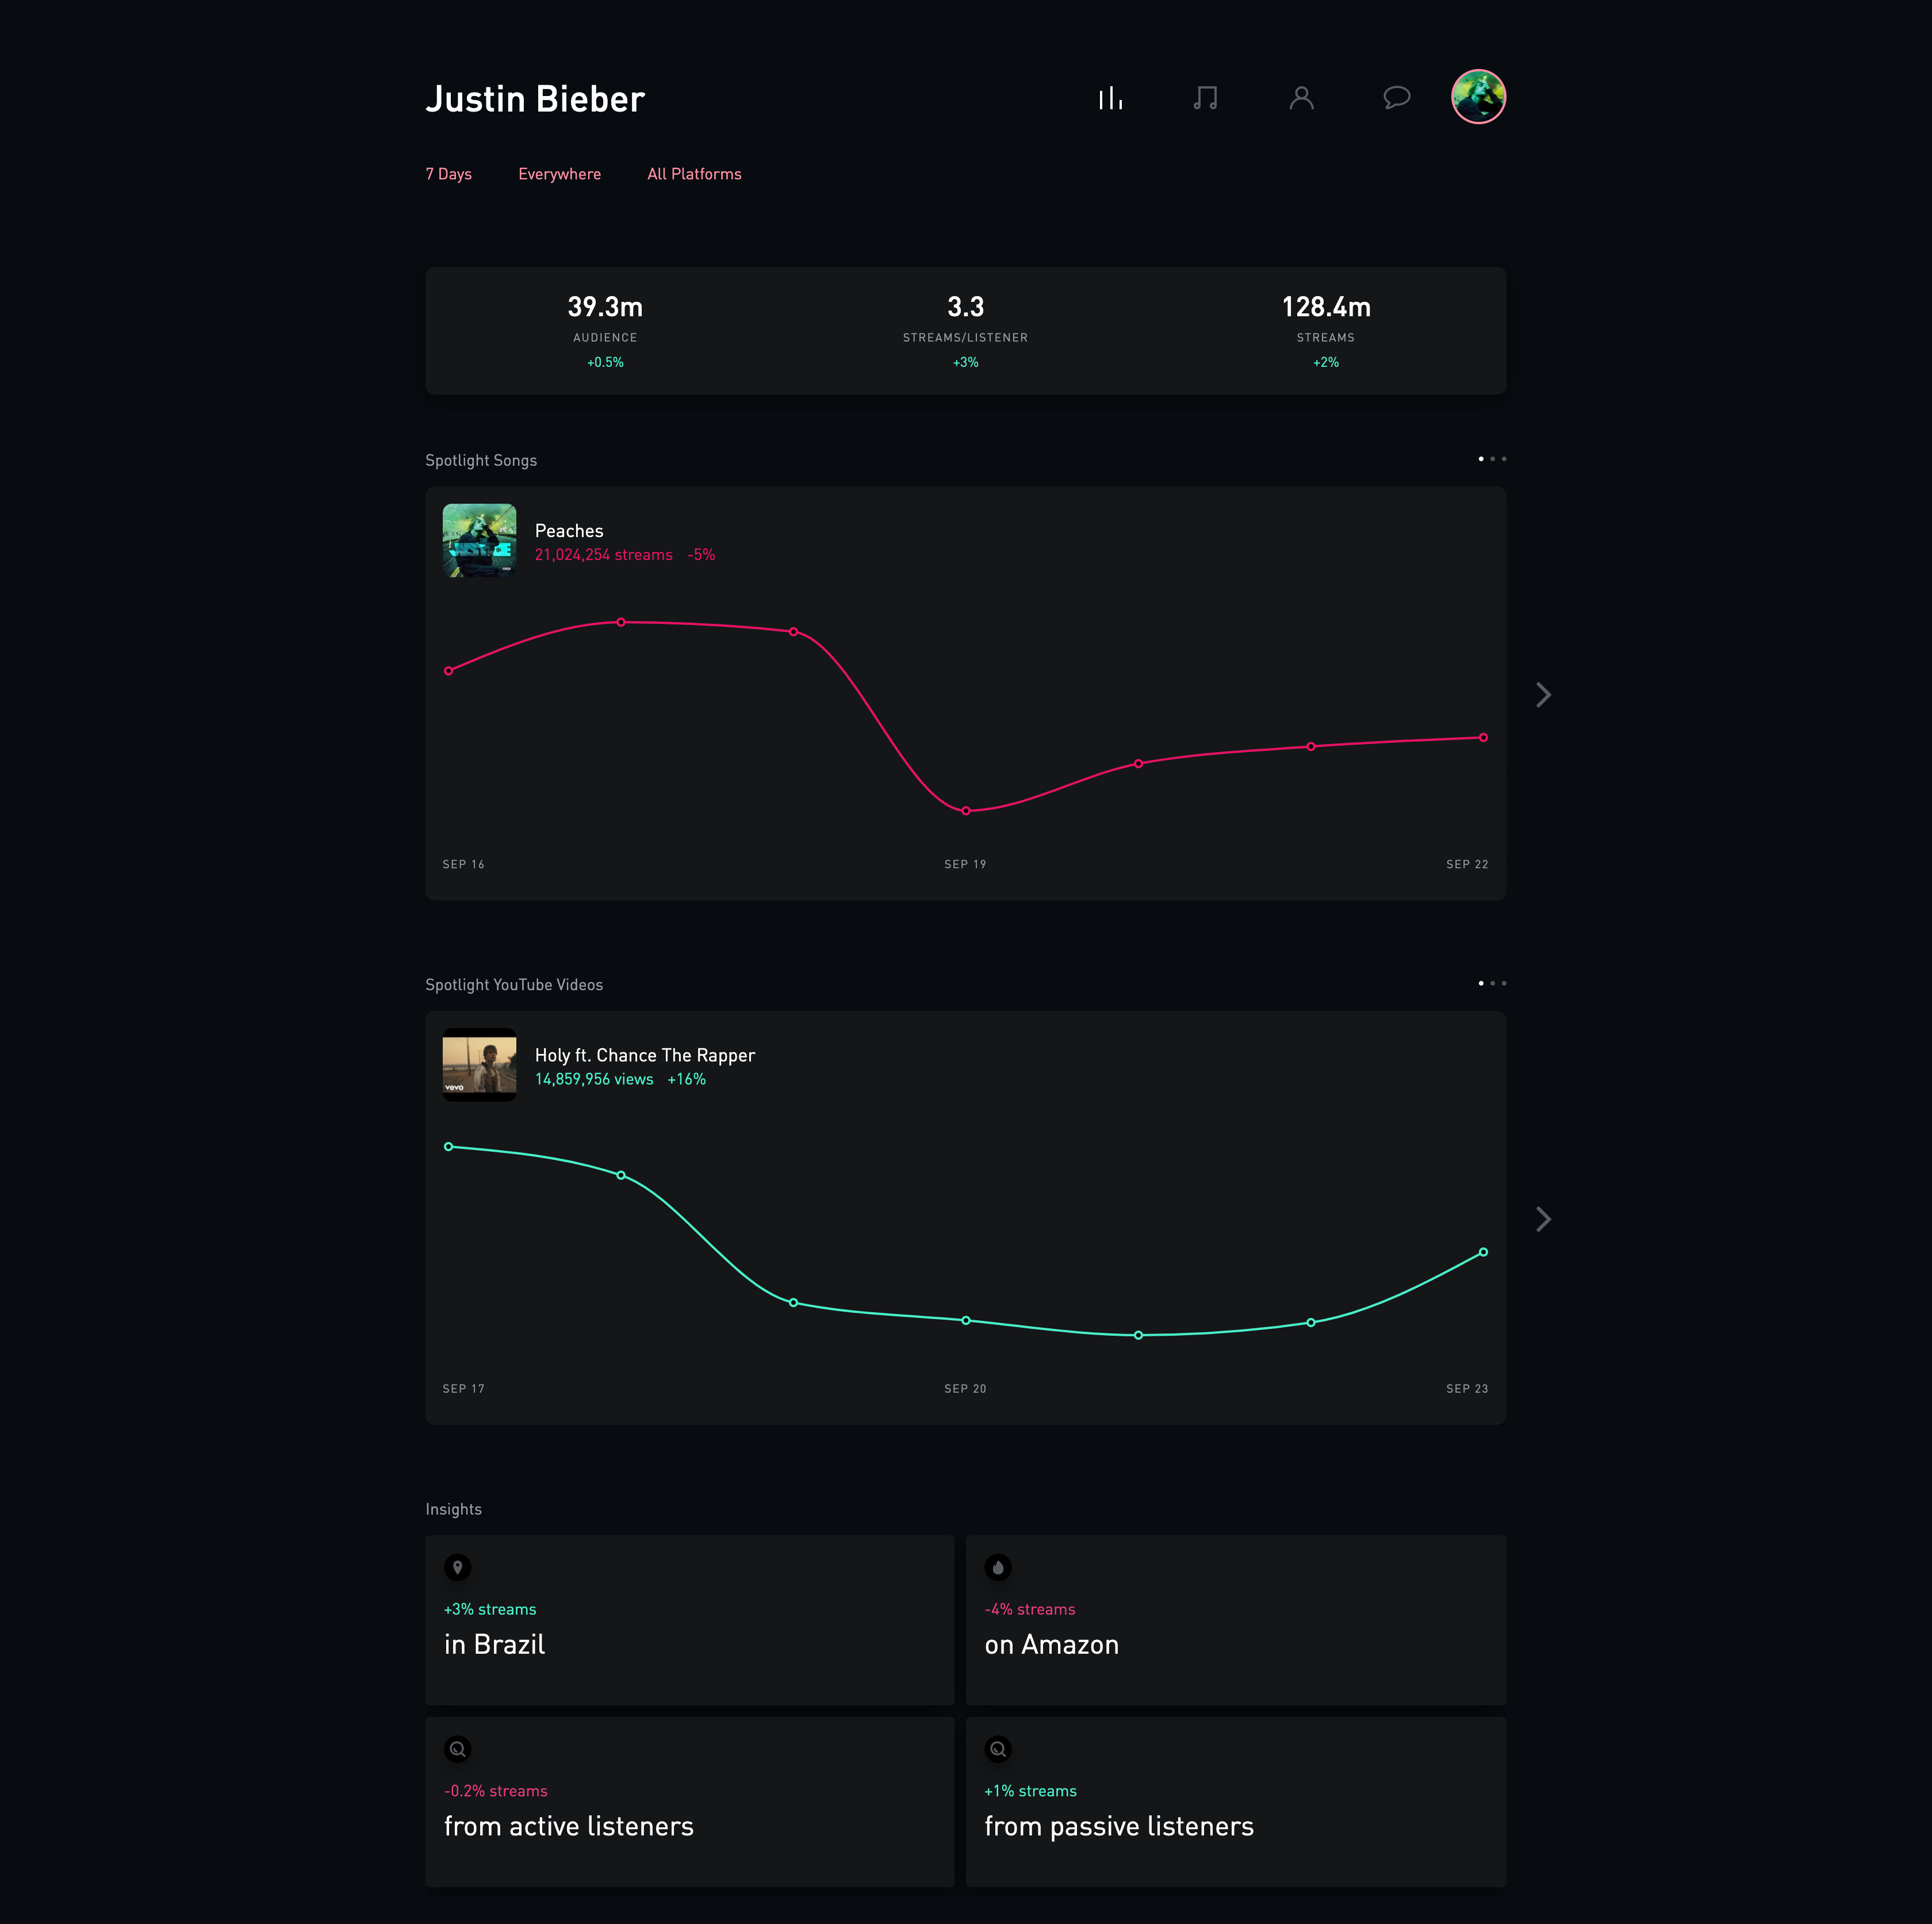 Justin Bieber
7 Days Everywhere All Platforms
39.3m
AUDIENCE
+0.5%
3.3
STREAMS/LISTENER
+3%
128.4m
STREAMS
+2%
Spotlight Songs
Peaches
21,024,254 streams -5%
SEP 16 SEP 19 SEP 22
Spotlight YouTube Videos
vevo
Holy ft. Chance The Rapper
14,859,956 views +16%
SEP 17 SEP 20 SEP 23
Insights
+3% streams
in Brazil
-4% streams
on Amazon
-0.2% streams
from active listeners
+1% streams
from passive listeners